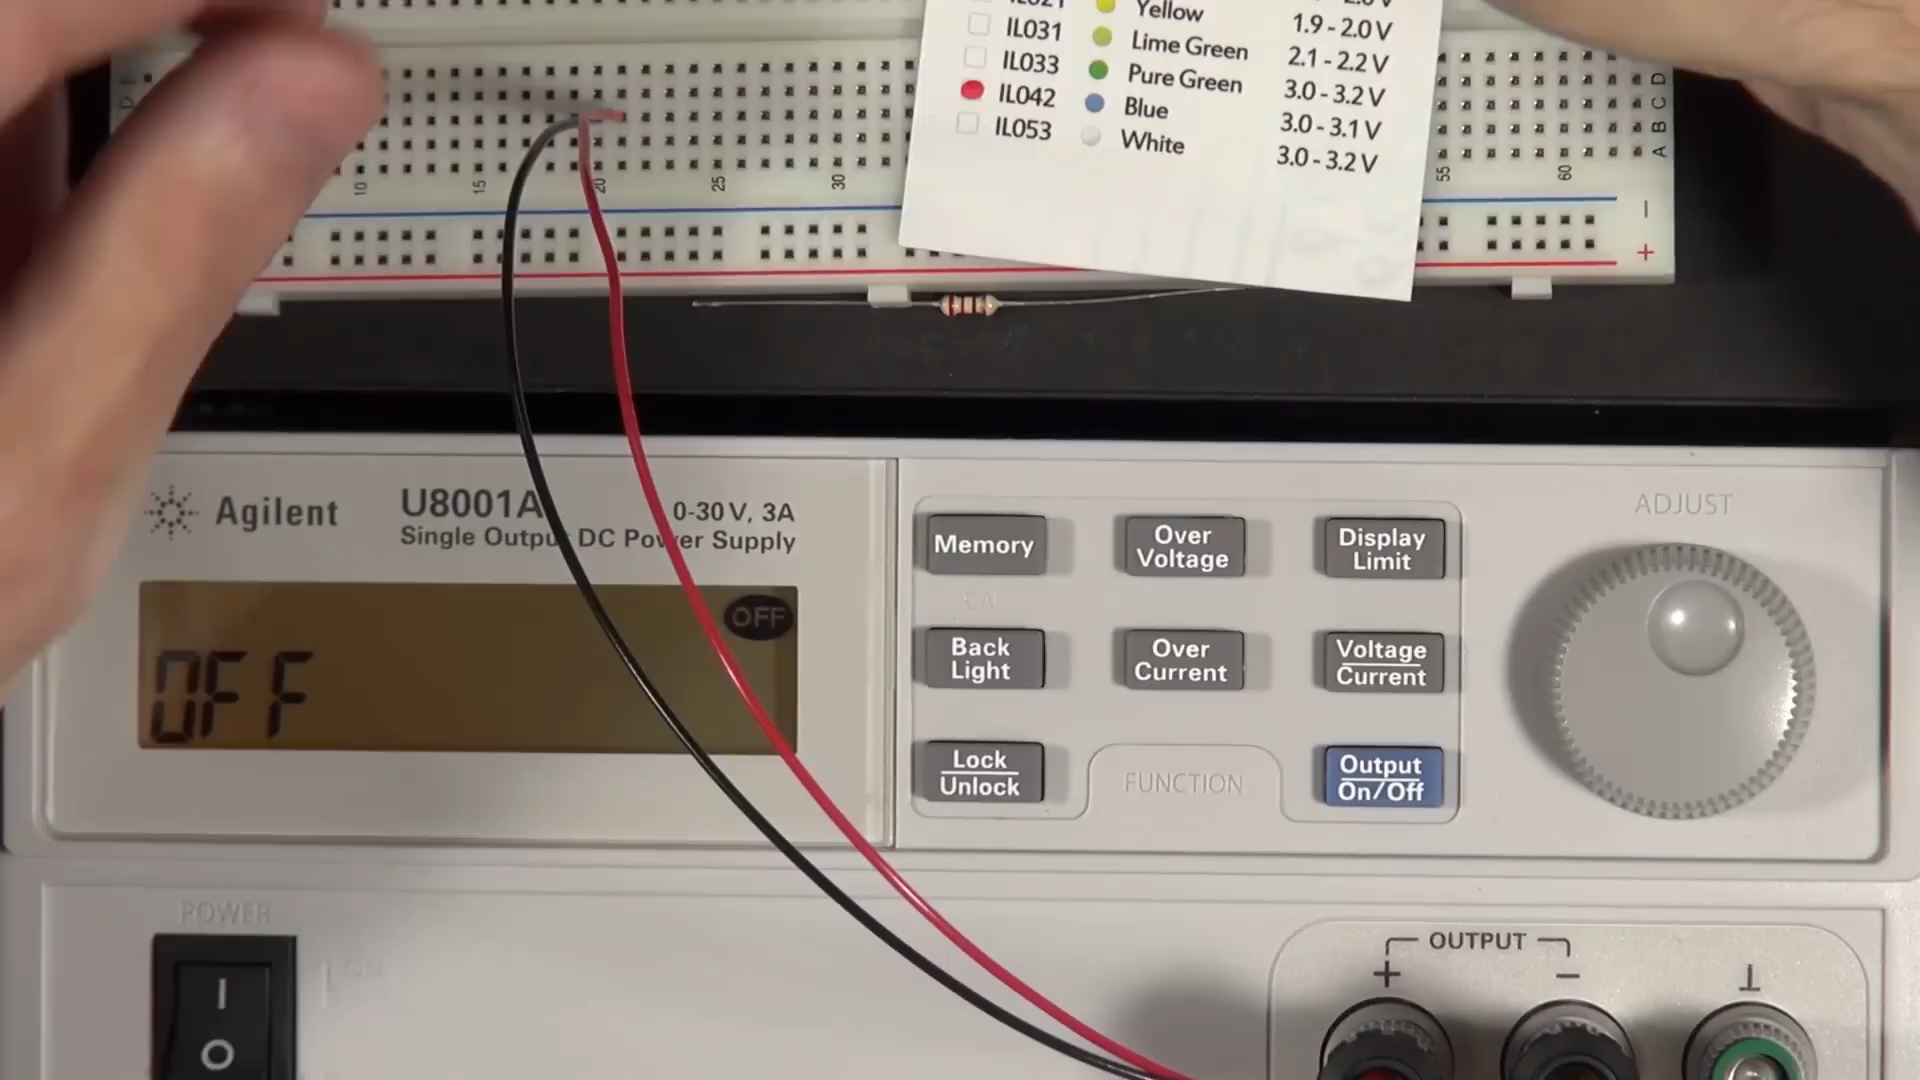 Yellow 1.9 - 2.0 V
IL031 Lime Green 2.1 - 2.2 V
IL033 Pure Green 3.0 - 3.2 V
IL042 Blue 3.0 - 3.1 V
IL053 White 3.0 - 3.2 V
D
C
B
A
10 15 20 25 30 55 60
−
+
Agilent U8001A 0-30 V, 3A
Single Output DC Power Supply
OFF
OFF
Memory Over Voltage Display Limit
Back Light Over Current Voltage Current
Lock Unlock FUNCTION Output On/Off
ADJUST
POWER
I
O
OUTPUT
+ −